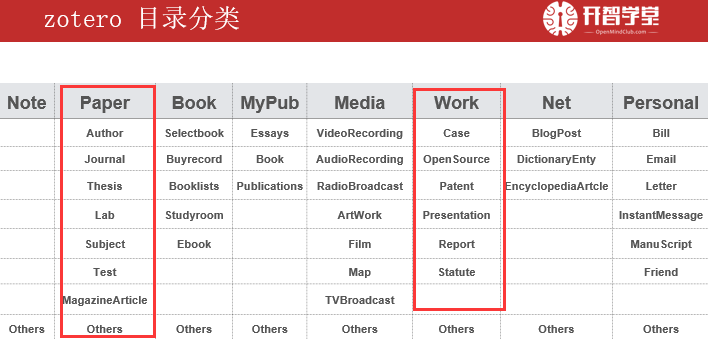 zotero 目录分类
开智学堂
OpenMindClub.com
Note Paper Book MyPub Media Work Net Personal
Author Selectbook Essays VideoRecording Case BlogPost Bill
Journal Buyrecord Book AudioRecording OpenSource DictionaryEnty Email
Thesis Booklists Publications RadioBroadcast Patent EncyclopediaArtcle Letter
Lab Studyroom ArtWork Presentation InstantMessage
Subject Ebook Film Report ManuScript
Test Map Statute Friend
MagazineArticle TVBroadcast
Others Others Others Others Others Others Others Others